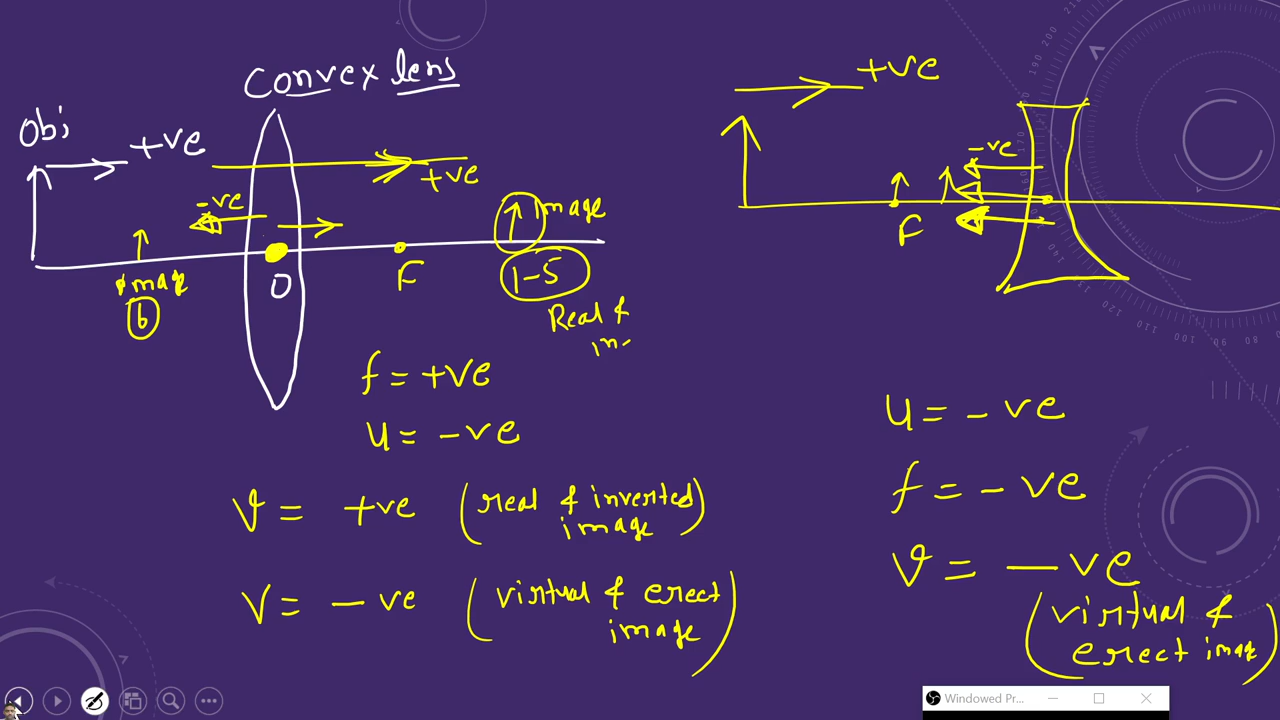 Convex lens
Obj
+ve
+ve
-ve
Image
O
F
1-5
image
6
Real &
in-
f = +ve
u = -ve
v = +ve (real & inverted
image)
v = -ve (virtual & erect
image)
+ve
-ve
F
u = -ve
f = -ve
v = -ve
(virtual &
erect image)
Windowed Pr...